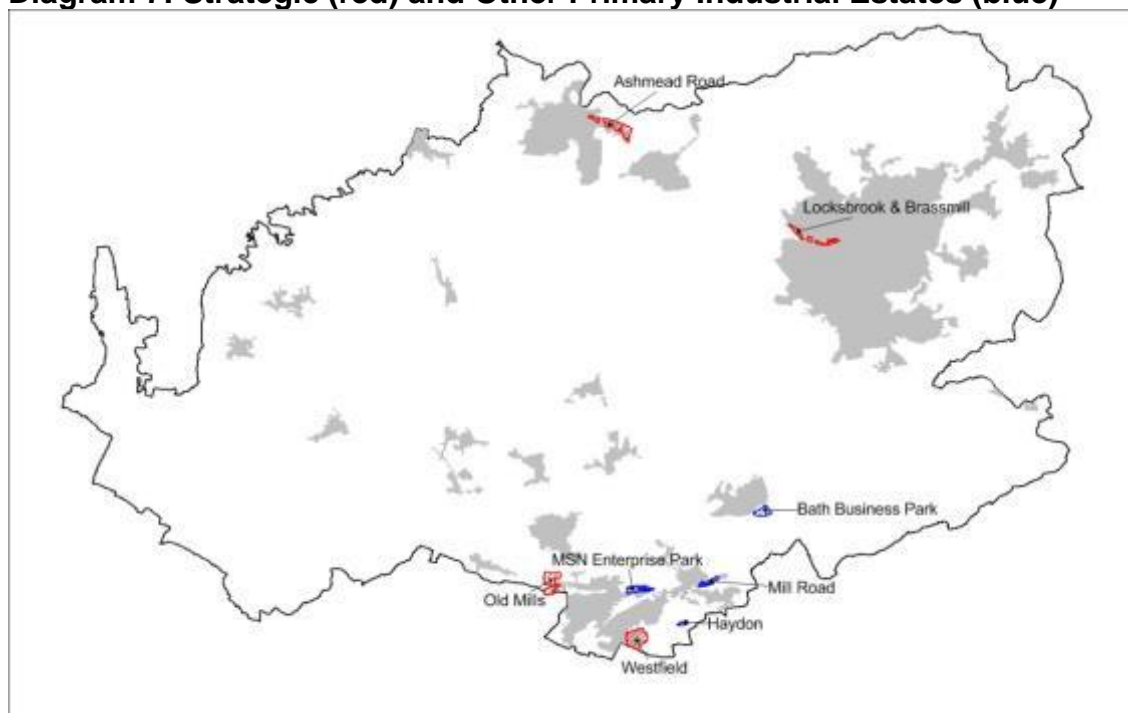 Diagram 7: Strategic (red) and Other Primary Industrial Estates (blue)
Ashmead Road
Locksbrook & Brassmill
Bath Business Park
MSN Enterprise Park
Old Mills
Mill Road
Haydon
Westfield